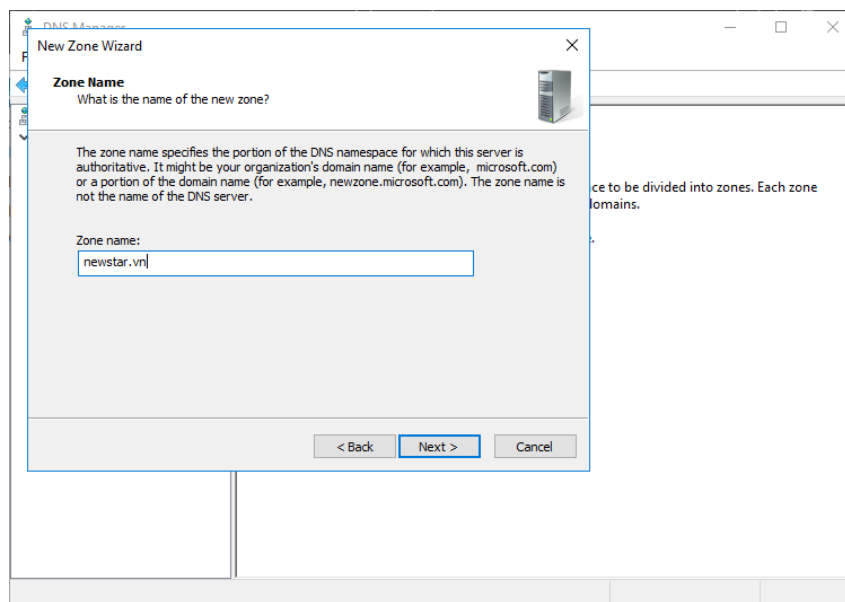 DNS Manager
New Zone Wizard
Zone Name
What is the name of the new zone?
The zone name specifies the portion of the DNS namespace for which this server is
authoritative. It might be your organization's domain name (for example, microsoft.com)
or a portion of the domain name (for example, newzone.microsoft.com). The zone name is
not the name of the DNS server.
ce to be divided into zones. Each zone
omains.
Zone name:
newstar.vn
< Back
Next >
Cancel